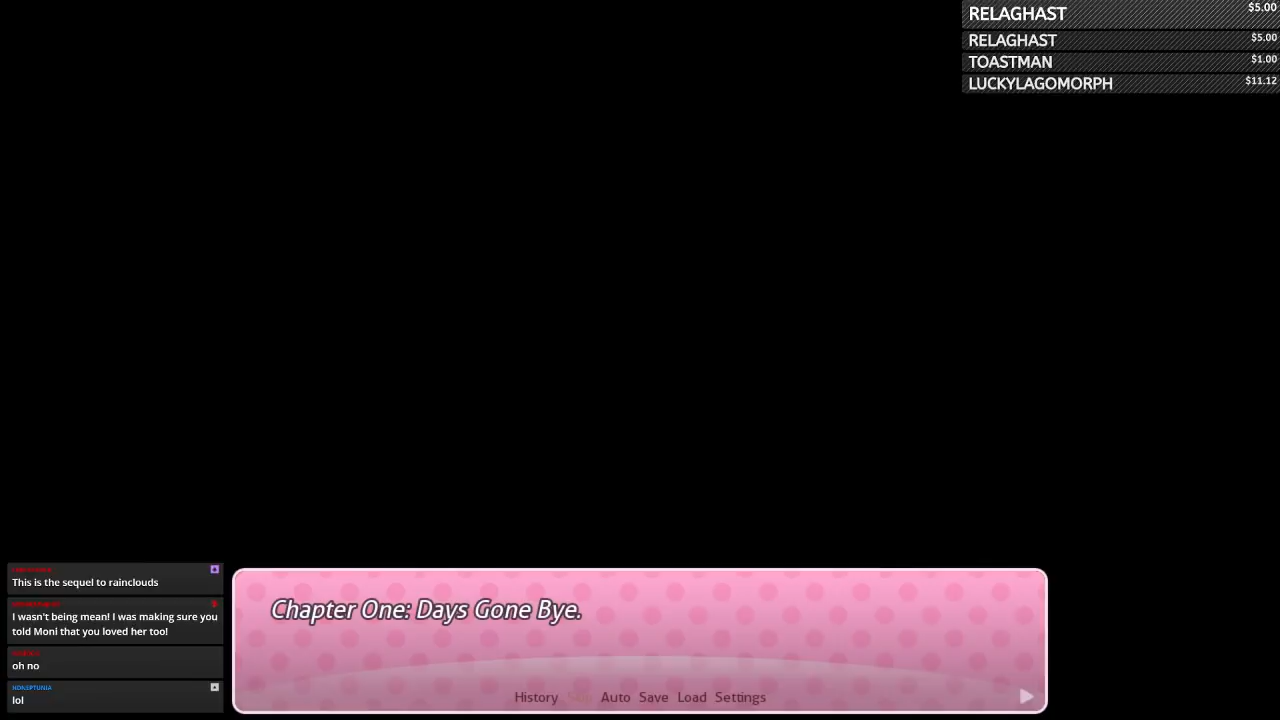 RELAGHAST $5.00
RELAGHAST $5.00
TOASTMAN $1.00
LUCKYLAGOMORPH $11.12
This is the sequel to rainclouds
I wasn't being mean! I was making sure you
told Moni that you loved her too!
oh no
NOKEPTUNIA
lol
Chapter One: Days Gone Bye.
History Skip Auto Save Load Settings